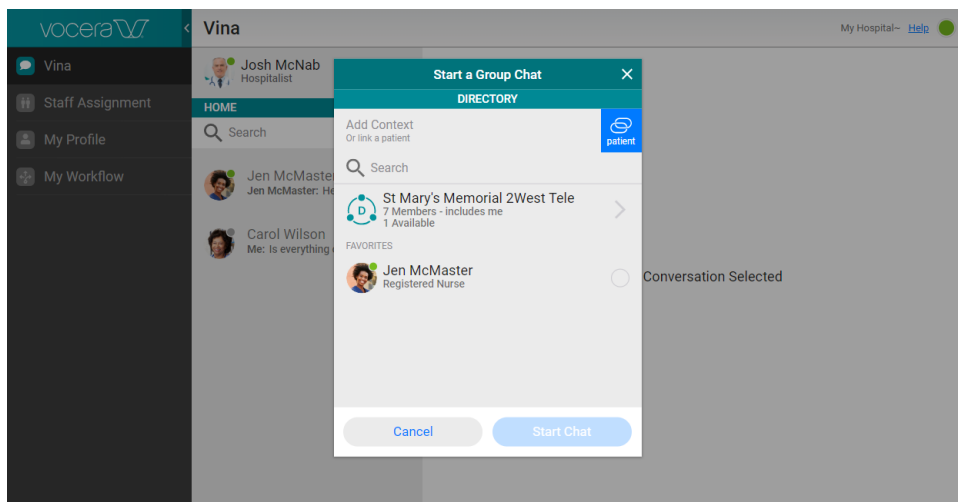 vocera
Vina
My Hospital~ Help
Vina
Staff Assignment
My Profile
My Workflow
Josh McNab
Hospitalist
HOME
Search
Jen McMaster
Jen McMaster: He
Carol Wilson
Me: Is everything
Start a Group Chat
DIRECTORY
Add Context
Or link a patient
patient
Search
D
St Mary's Memorial 2West Tele
7 Members - includes me
1 Available
FAVORITES
Jen McMaster
Registered Nurse
Cancel
Start Chat
Conversation Selected